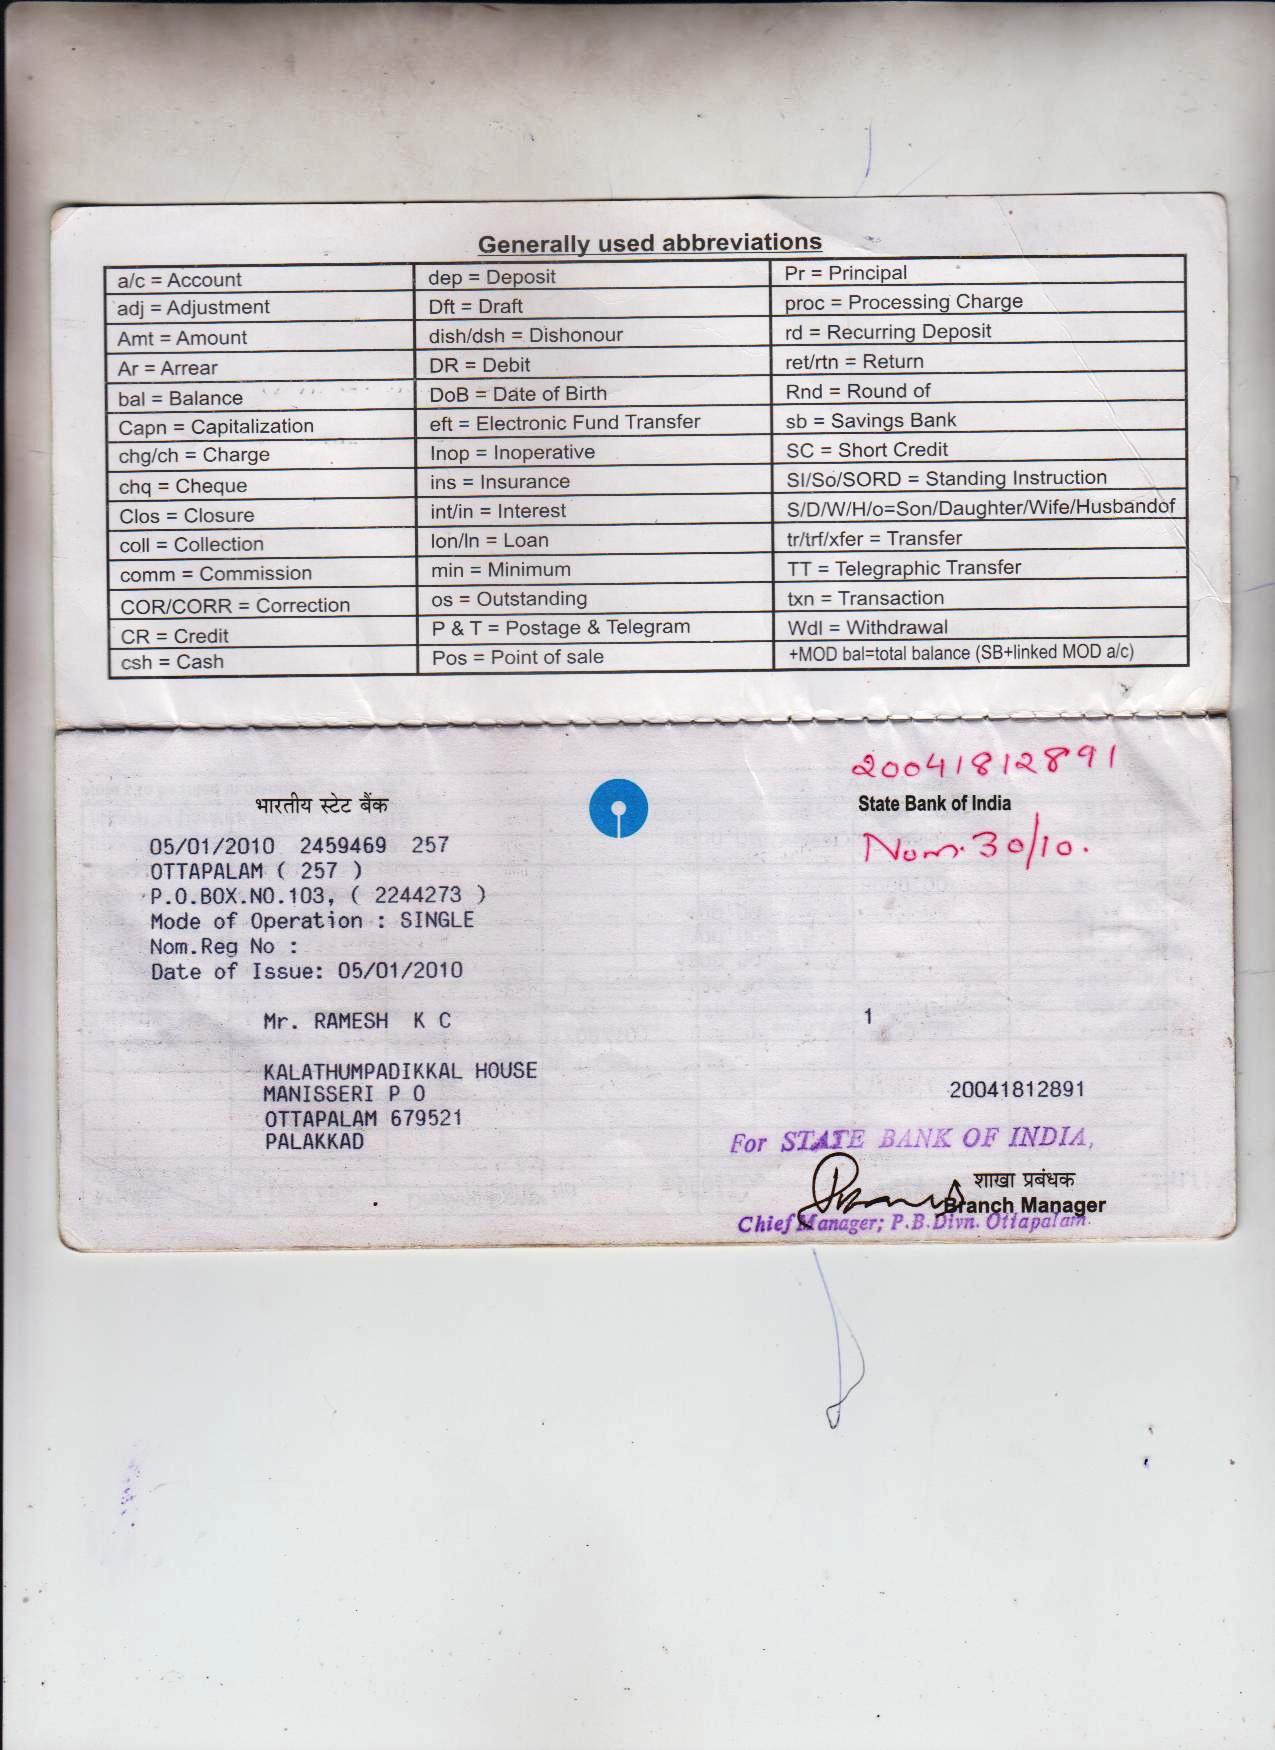 Generally used abbreviations
a/c = Account dep = Deposit Pr = Principal
adj = Adjustment Dft = Draft proc = Processing Charge
Amt = Amount dish/dsh = Dishonour rd = Recurring Deposit
Ar = Arrear DR = Debit ret/rtn = Return
bal = Balance DoB = Date of Birth Rnd = Round of
Capn = Capitalization eft = Electronic Fund Transfer sb = Savings Bank
chg/ch = Charge Inop = Inoperative SC = Short Credit
chq = Cheque ins = Insurance SI/So/SORD = Standing Instruction
Clos = Closure int/in = Interest S/D/W/H/o=Son/Daughter/Wife/Husbandof
coll = Collection lon/ln = Loan tr/trf/xfer = Transfer
comm = Commission min = Minimum TT = Telegraphic Transfer
COR/CORR = Correction os = Outstanding txn = Transaction
CR = Credit P & T = Postage & Telegram Wdl = Withdrawal
csh = Cash Pos = Point of sale +MOD bal=total balance (SB+linked MOD a/c)
20041812891
भारतीय स्टेट बैंक State Bank of India
Nom. 30/10.
05/01/2010 2459469 257
OTTAPALAM ( 257 )
P.O.BOX.NO.103, ( 2244273 )
Mode of Operation : SINGLE
Nom.Reg No :
Date of Issue: 05/01/2010
Mr. RAMESH K C 1
KALATHUMPADIKKAL HOUSE
MANISSERI P O 20041812891
OTTAPALAM 679521
PALAKKAD
For STATE BANK OF INDIA,
शाखा प्रबंधक
Branch Manager
Chief Manager; P.B.Divn. Ottapalam.